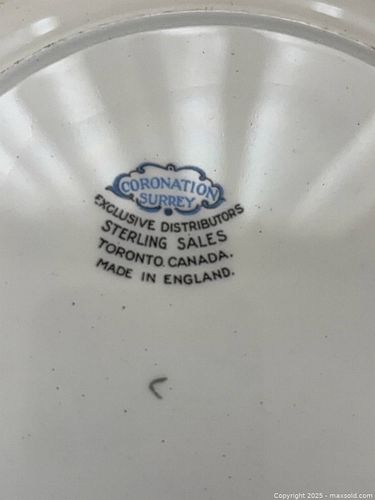 CORONATION
SURREY
EXCLUSIVE DISTRIBUTORS
STERLING SALES
TORONTO. CANADA.
MADE IN ENGLAND.
Copyright 2025 - maxsold.com